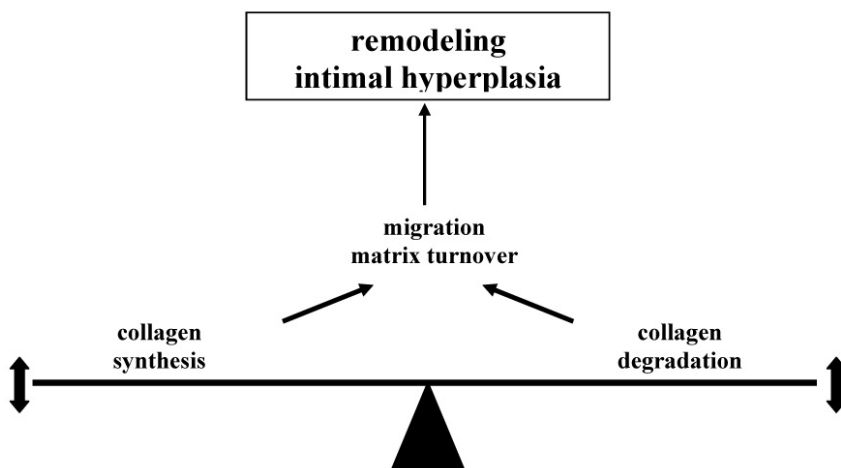 remodeling
intimal hyperplasia
migration
matrix turnover
collagen
synthesis
collagen
degradation